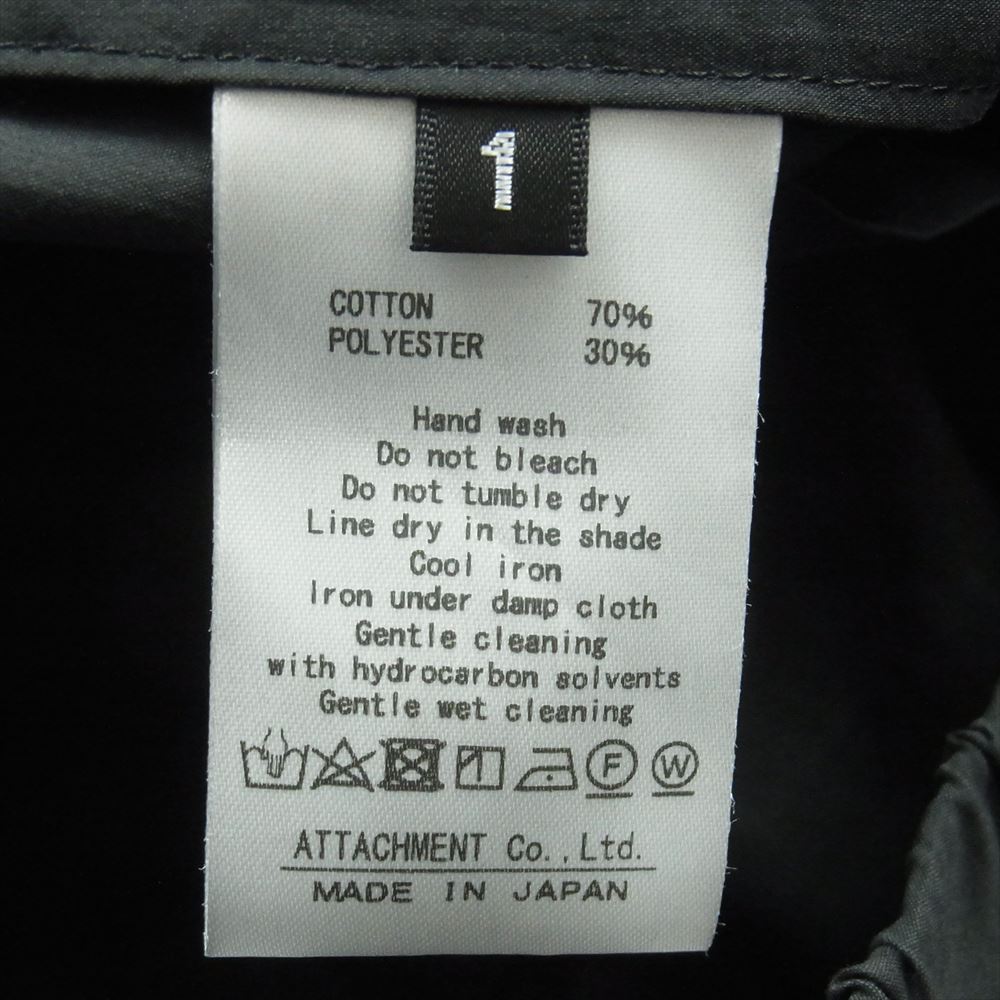 1
COTTON 70%
POLYESTER 30%
Hand wash
Do not bleach
Do not tumble dry
Line dry in the shade
Cool iron
Iron under damp cloth
Gentle cleaning
with hydrocarbon solvents
Gentle wet cleaning
F W
ATTACHMENT Co.,Ltd.
MADE IN JAPAN